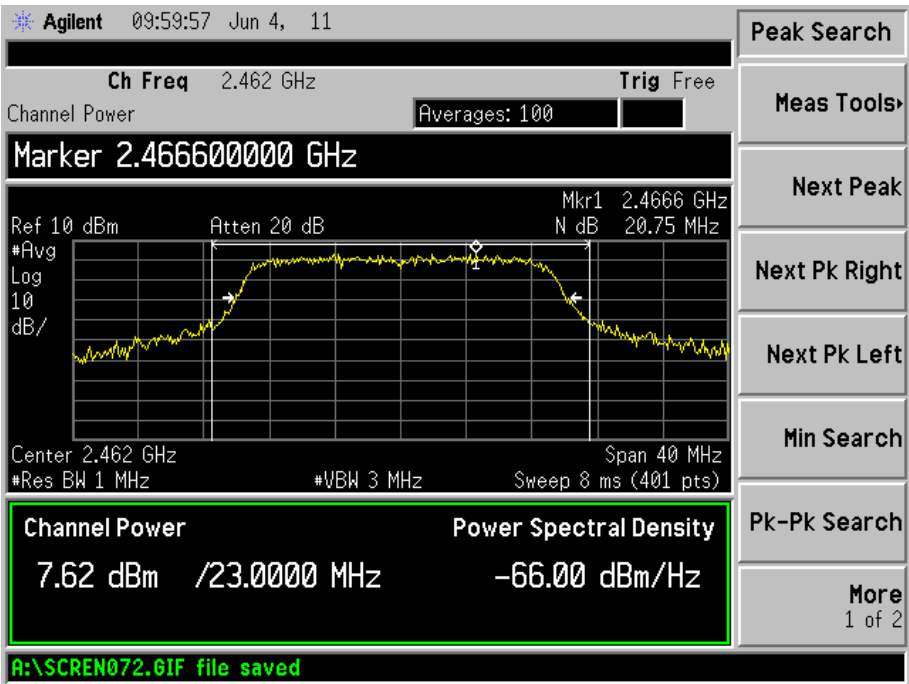 Agilent 09:59:57 Jun 4, 11
Ch Freq 2.462 GHz Trig Free
Channel Power Averages: 100
Marker 2.466600000 GHz
Mkr1 2.4666 GHz
Ref 10 dBm Atten 20 dB N dB 20.75 MHz
#Avg
Log
10
dB/
1
Center 2.462 GHz Span 40 MHz
#Res BW 1 MHz #VBW 3 MHz Sweep 8 ms (401 pts)
Channel Power Power Spectral Density
7.62 dBm /23.0000 MHz -66.00 dBm/Hz
A:\SCREN072.GIF file saved
Peak Search
Meas Tools
Next Peak
Next Pk Right
Next Pk Left
Min Search
Pk-Pk Search
More
1 of 2